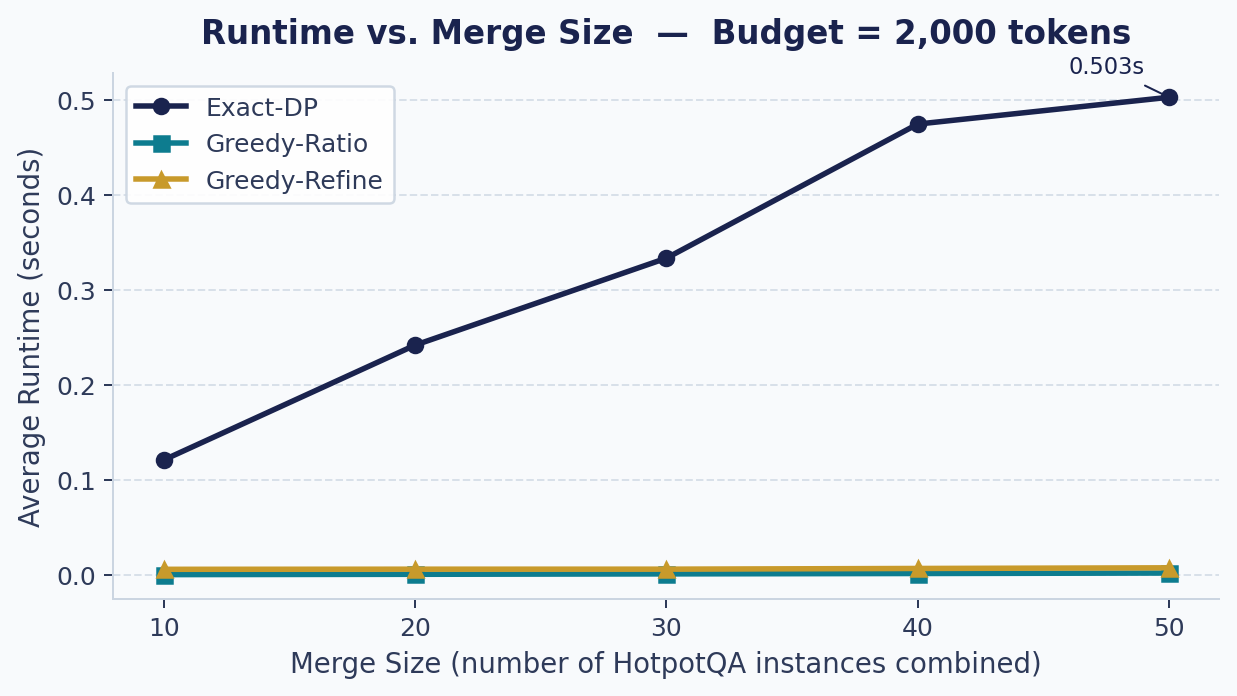 Runtime vs. Merge Size — Budget = 2,000 tokens
0.503s
Exact-DP
Greedy-Ratio
Greedy-Refine
Average Runtime (seconds)
0.5
0.4
0.3
0.2
0.1
0.0
10 20 30 40 50
Merge Size (number of HotpotQA instances combined)